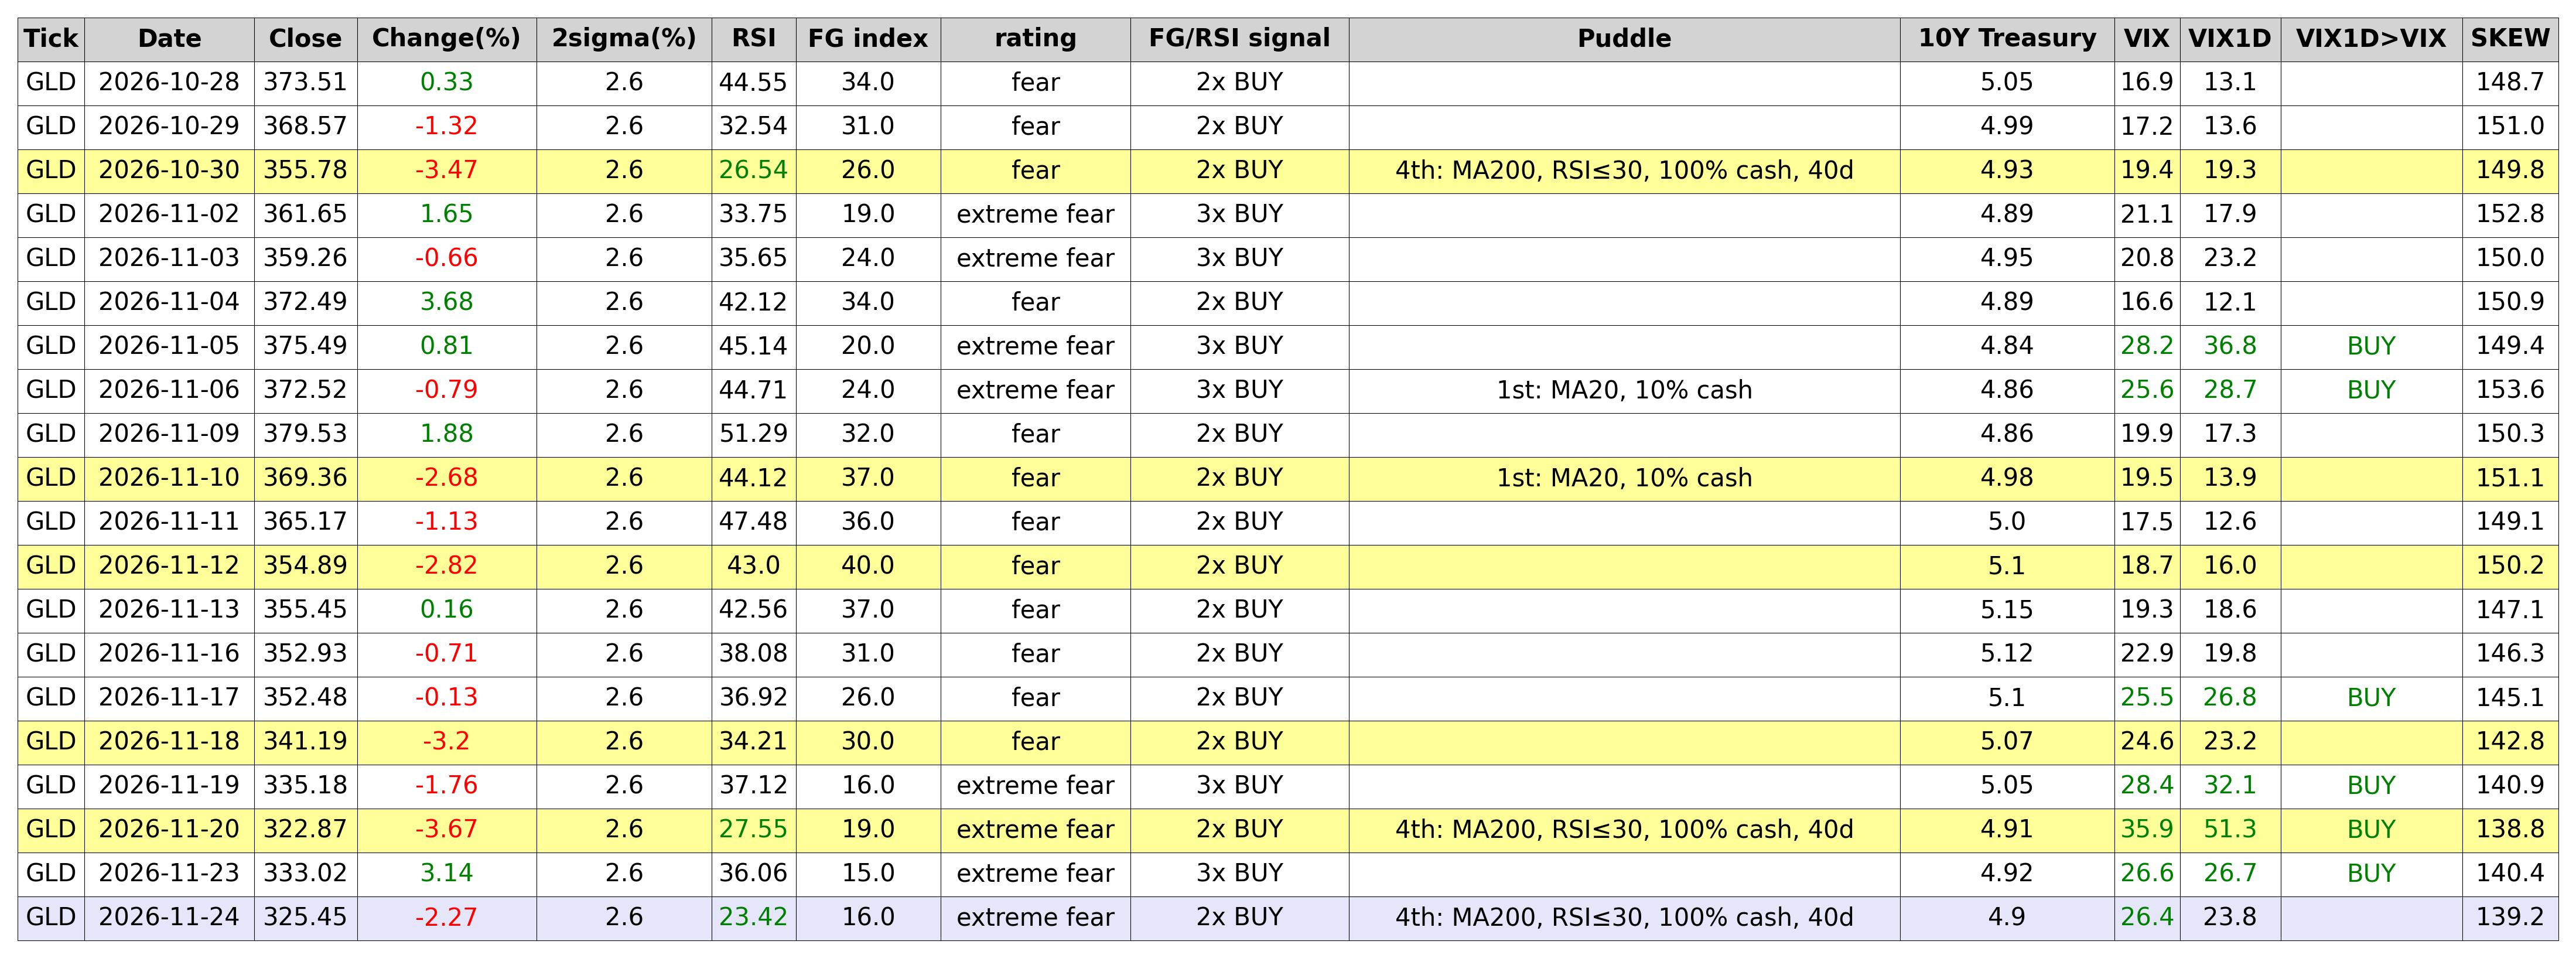 Tick Date Close Change(%) 2sigma(%) RSI FG index rating FG/RSI signal Puddle 10Y Treasury VIX VIX1D VIX1D>VIX SKEW
GLD 2026-10-28 373.51 0.33 2.6 44.55 34.0 fear 2x BUY 5.05 16.9 13.1 148.7
GLD 2026-10-29 368.57 -1.32 2.6 32.54 31.0 fear 2x BUY 4.99 17.2 13.6 151.0
GLD 2026-10-30 355.78 -3.47 2.6 26.54 26.0 fear 2x BUY 4th: MA200, RSI≤30, 100% cash, 40d 4.93 19.4 19.3 149.8
GLD 2026-11-02 361.65 1.65 2.6 33.75 19.0 extreme fear 3x BUY 4.89 21.1 17.9 152.8
GLD 2026-11-03 359.26 -0.66 2.6 35.65 24.0 extreme fear 3x BUY 4.95 20.8 23.2 150.0
GLD 2026-11-04 372.49 3.68 2.6 42.12 34.0 fear 2x BUY 4.89 16.6 12.1 150.9
GLD 2026-11-05 375.49 0.81 2.6 45.14 20.0 extreme fear 3x BUY 4.84 28.2 36.8 BUY 149.4
GLD 2026-11-06 372.52 -0.79 2.6 44.71 24.0 extreme fear 3x BUY 1st: MA20, 10% cash 4.86 25.6 28.7 BUY 153.6
GLD 2026-11-09 379.53 1.88 2.6 51.29 32.0 fear 2x BUY 4.86 19.9 17.3 150.3
GLD 2026-11-10 369.36 -2.68 2.6 44.12 37.0 fear 2x BUY 1st: MA20, 10% cash 4.98 19.5 13.9 151.1
GLD 2026-11-11 365.17 -1.13 2.6 47.48 36.0 fear 2x BUY 5.0 17.5 12.6 149.1
GLD 2026-11-12 354.89 -2.82 2.6 43.0 40.0 fear 2x BUY 5.1 18.7 16.0 150.2
GLD 2026-11-13 355.45 0.16 2.6 42.56 37.0 fear 2x BUY 5.15 19.3 18.6 147.1
GLD 2026-11-16 352.93 -0.71 2.6 38.08 31.0 fear 2x BUY 5.12 22.9 19.8 146.3
GLD 2026-11-17 352.48 -0.13 2.6 36.92 26.0 fear 2x BUY 5.1 25.5 26.8 BUY 145.1
GLD 2026-11-18 341.19 -3.2 2.6 34.21 30.0 fear 2x BUY 5.07 24.6 23.2 142.8
GLD 2026-11-19 335.18 -1.76 2.6 37.12 16.0 extreme fear 3x BUY 5.05 28.4 32.1 BUY 140.9
GLD 2026-11-20 322.87 -3.67 2.6 27.55 19.0 extreme fear 2x BUY 4th: MA200, RSI≤30, 100% cash, 40d 4.91 35.9 51.3 BUY 138.8
GLD 2026-11-23 333.02 3.14 2.6 36.06 15.0 extreme fear 3x BUY 4.92 26.6 26.7 BUY 140.4
GLD 2026-11-24 325.45 -2.27 2.6 23.42 16.0 extreme fear 2x BUY 4th: MA200, RSI≤30, 100% cash, 40d 4.9 26.4 23.8 139.2